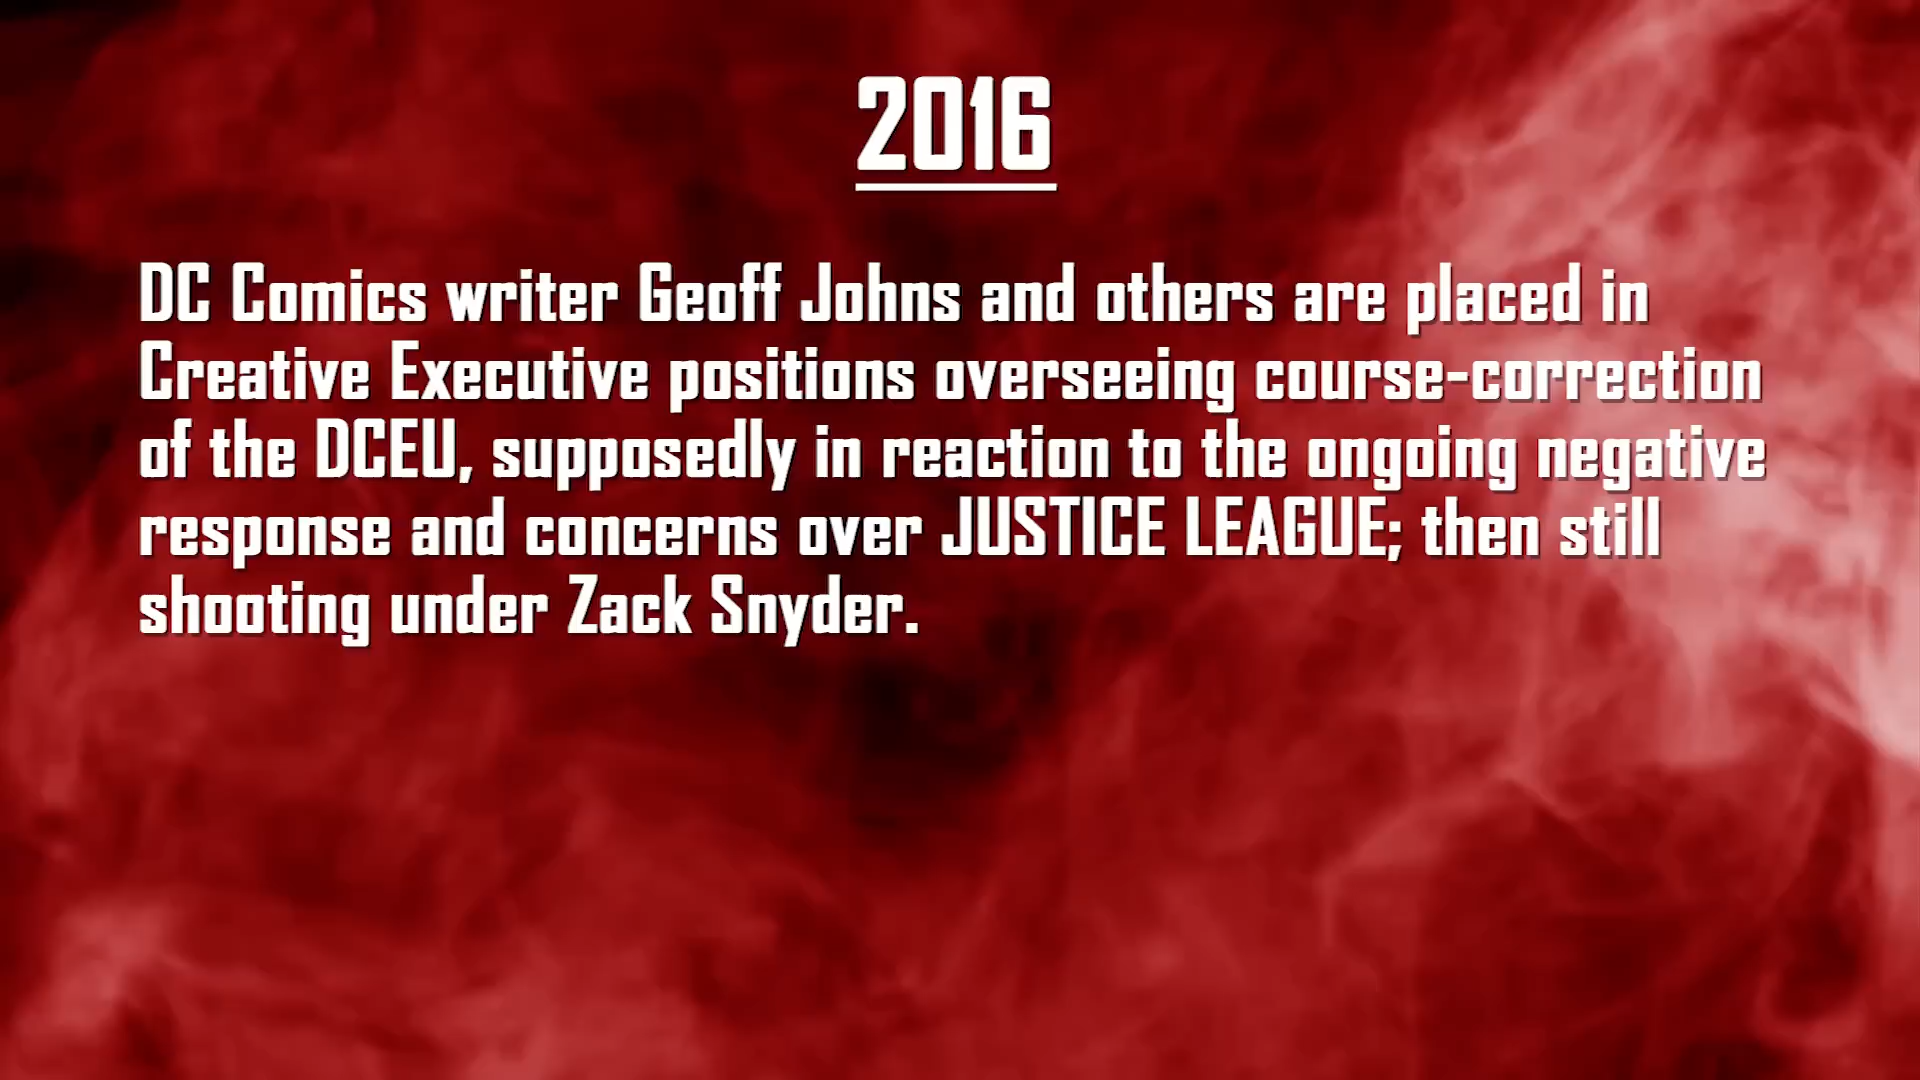 2016
DC Comics writer Geoff Johns and others are placed in
Creative Executive positions overseeing course-correction
of the DCEU, supposedly in reaction to the ongoing negative
response and concerns over JUSTICE LEAGUE; then still
shooting under Zack Snyder.